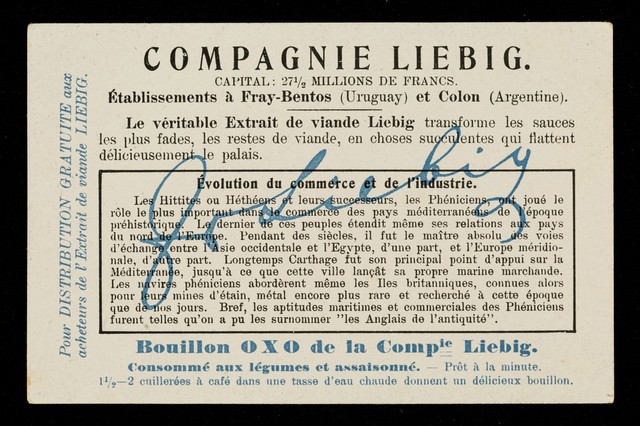 COMPAGNIE LIEBIG.
CAPITAL: 27½ MILLIONS DE FRANCS.
Établissements à Fray-Bentos (Uruguay) et Colon (Argentine).
Le véritable Extrait de viande Liebig transforme les sauces
les plus fades, les restes de viande, en choses succulentes qui flattent
délicieusement le palais.
Évolution du commerce et de l'industrie.
Les Hittites ou Héthéens et leurs successeurs, les Phéniciens, ont joué le
rôle le plus important dans le commerce des pays méditerranéens à l'époque
préhistorique. Le dernier de ces peuples étendit même ses relations aux pays
du nord de l'Europe. Pendant des siècles, il fut le maître absolu des voies
d'échange entre l'Asie occidentale et l'Egypte, d'une part, et l'Europe méridio-
nale, d'autre part. Longtemps Carthage fut son principal point d'appui sur la
Méditerranée, jusqu'à ce que cette ville lançât sa propre marine marchande.
Les navires phéniciens abordèrent même les Iles britanniques, connues alors
pour leurs mines d'étain, métal encore plus rare et recherché à cette époque
que de nos jours. Bref, les aptitudes maritimes et commerciales des Phéniciens
furent telles qu'on a pu les surnommer "les Anglais de l'antiquité".
Bouillon OXO de la Compie Liebig.
Consommé aux légumes et assaisonné. — Prêt à la minute.
1½—2 cuillerées à café dans une tasse d'eau chaude donnent un délicieux bouillon.
Pour DISTRIBUTION GRATUITE aux
acheteurs de l'Extrait de viande LIEBIG.